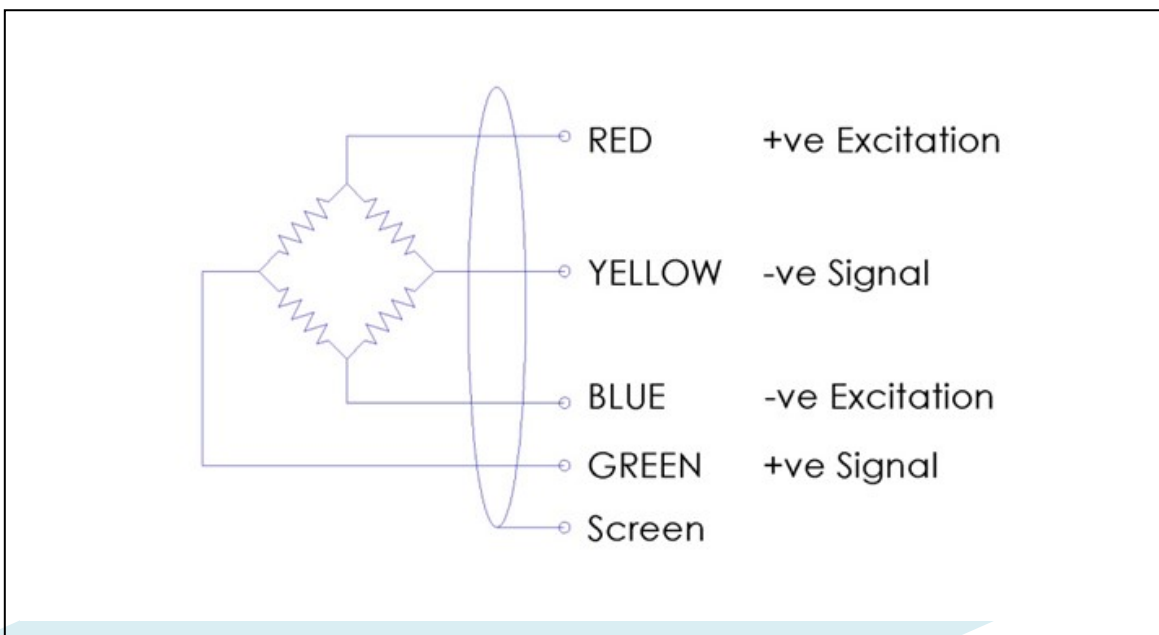 RED +ve Excitation
YELLOW -ve Signal
BLUE -ve Excitation
GREEN +ve Signal
Screen